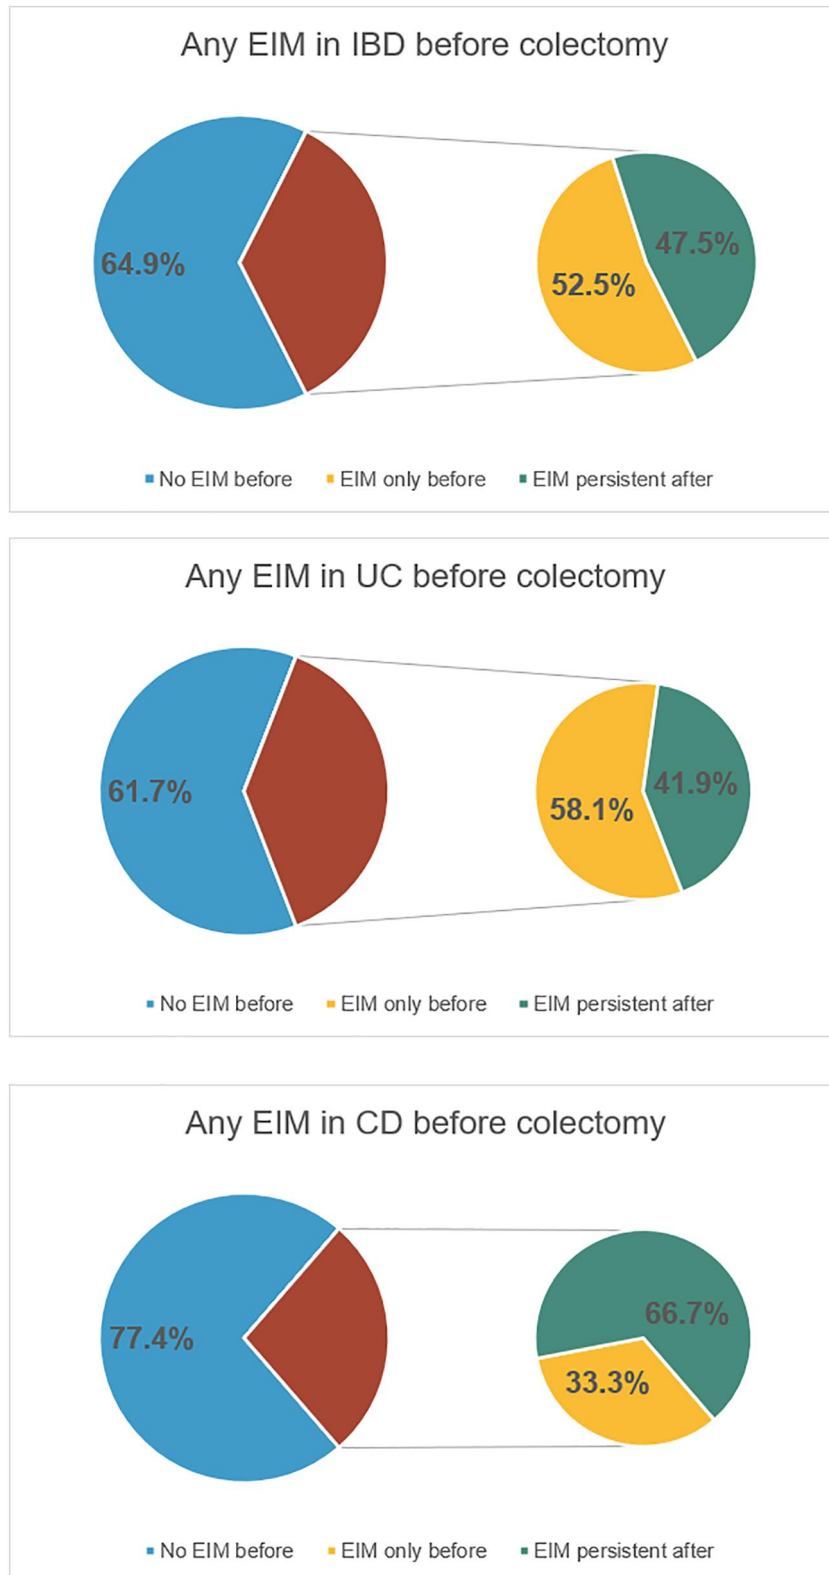 Any EIM in IBD before colectomy
64.9%
47.5%
52.5%
No EIM before EIM only before EIM persistent after
Any EIM in UC before colectomy
61.7%
41.9%
58.1%
No EIM before EIM only before EIM persistent after
Any EIM in CD before colectomy
77.4%
66.7%
33.3%
No EIM before EIM only before EIM persistent after